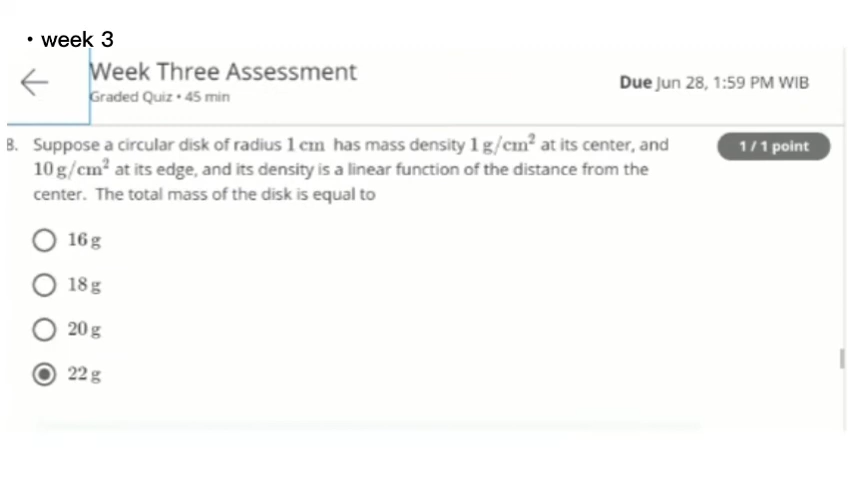 • week 3
Week Three Assessment
Graded Quiz • 45 min
Due Jun 28, 1:59 PM WIB
8. Suppose a circular disk of radius 1 cm has mass density 1 g/cm² at its center, and
10 g/cm² at its edge, and its density is a linear function of the distance from the
center. The total mass of the disk is equal to
1 / 1 point
16 g
18 g
20 g
22 g